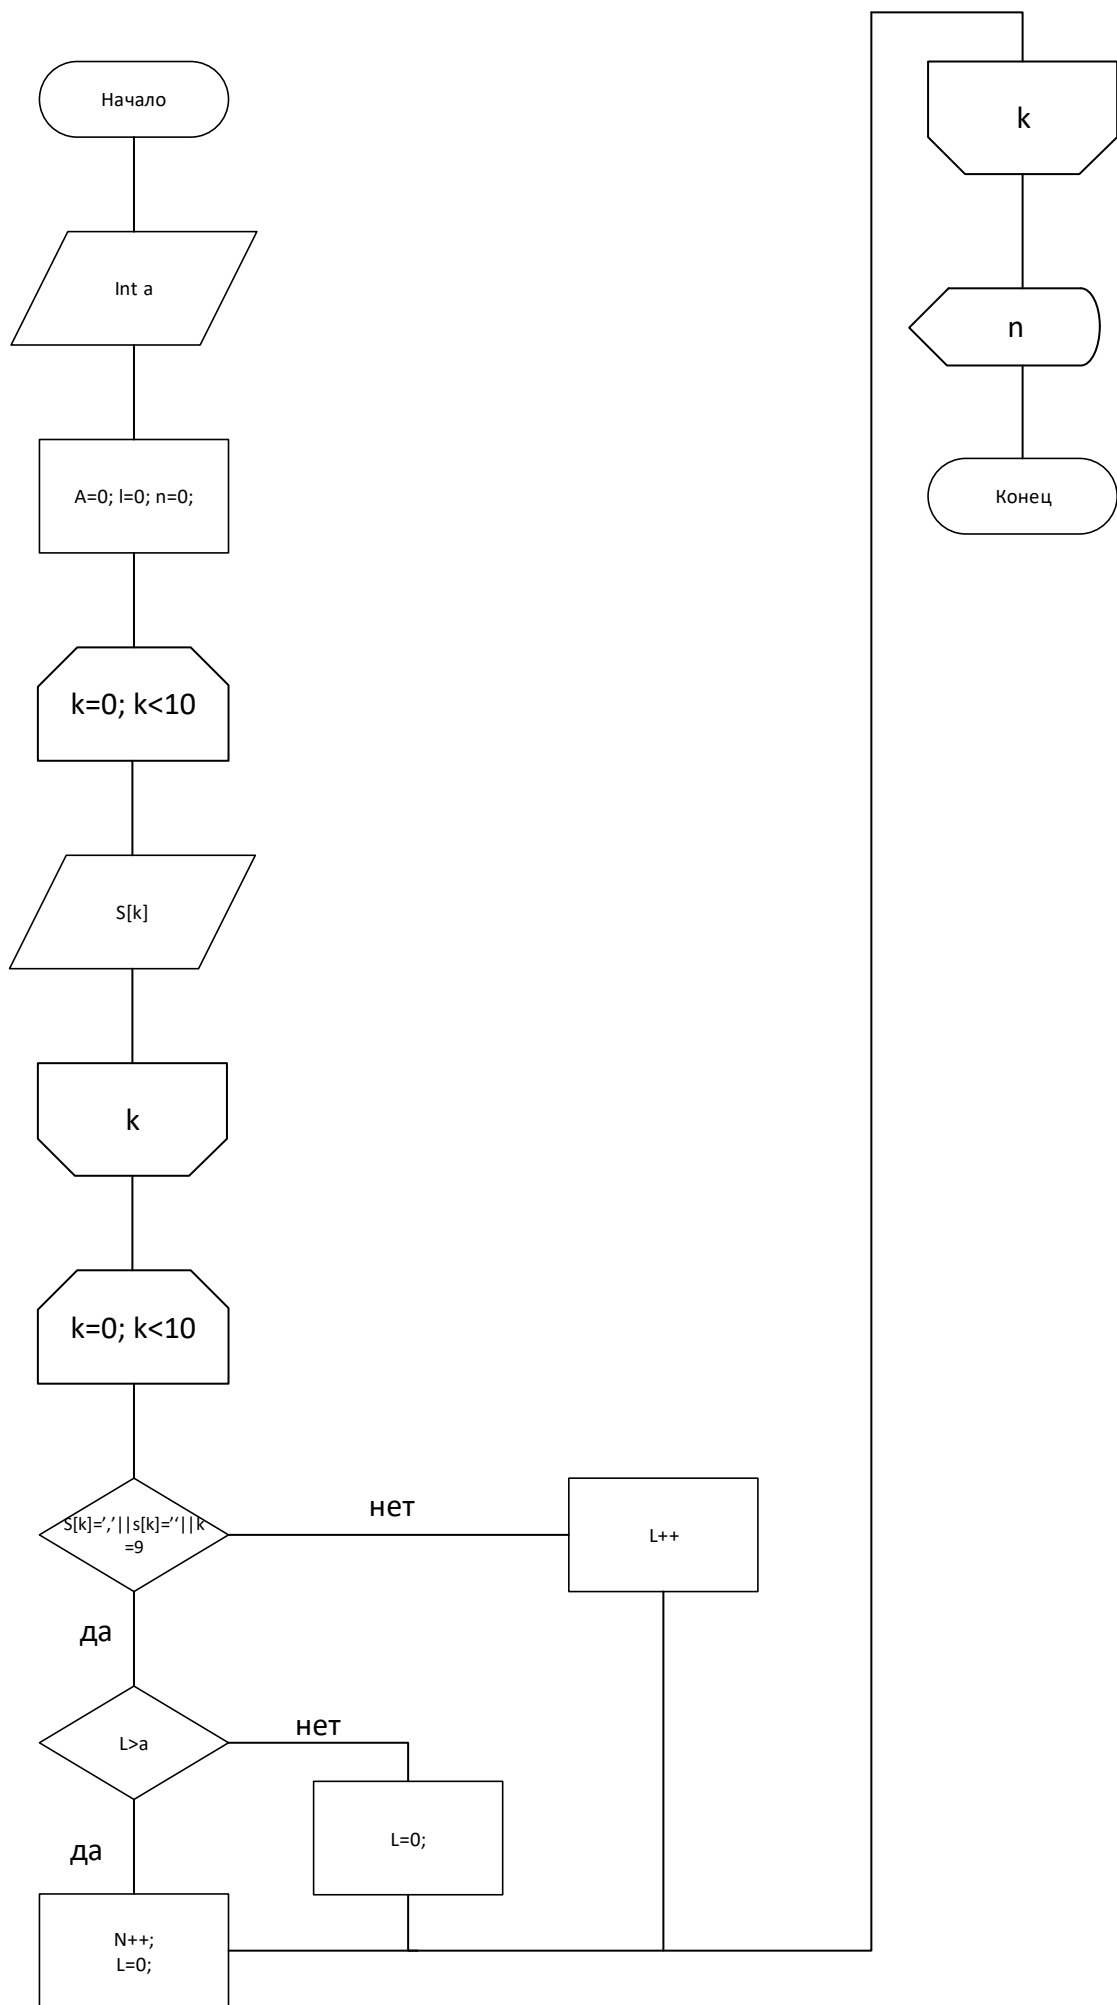 Начало
Int a
A=0; l=0; n=0;
k=0; k<10
S[k]
k
k=0; k<10
S[k]=’,’||s[k]=’‘||k
=9
нет
L++
да
L>a
нет
L=0;
да
N++;
L=0;
k
n
Конец